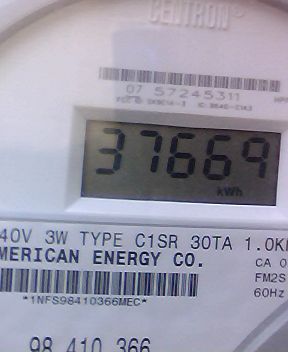 CENTRON®
07 57245311
37669
kWh
40V 3W TYPE C1SR 30TA 1.0K
MERICAN ENERGY CO.
CA 0
FM2S
60Hz
*1NFS98410366MEC*
98 410 366